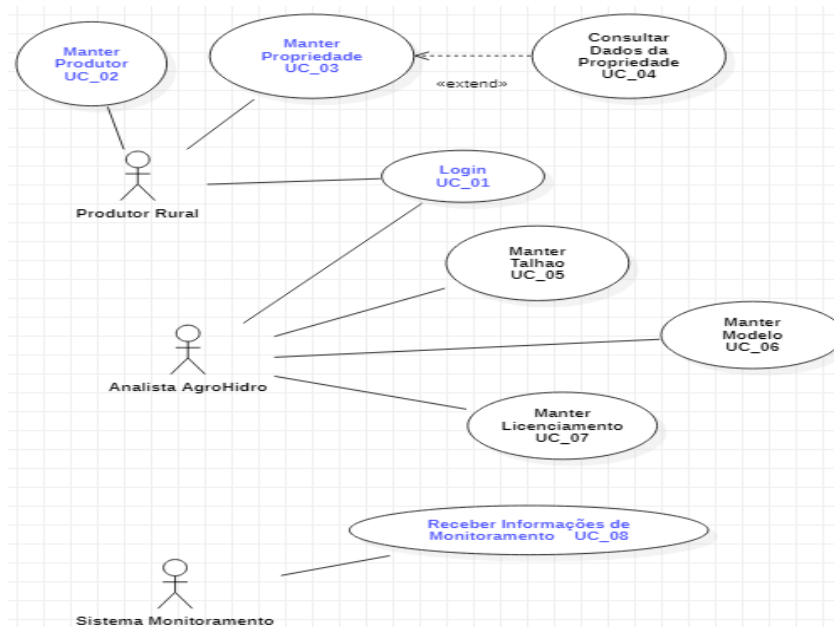 Manter
Produtor
UC_02
Manter
Propriedade
UC_03
Consultar
Dados da
Propriedade
UC_04
«extend»
Login
UC_01
Produtor Rural
Manter
Talhao
UC_05
Manter
Modelo
UC_06
Analista AgroHidro
Manter
Licenciamento
UC_07
Receber Informações de
Monitoramento UC_08
Sistema Monitoramento